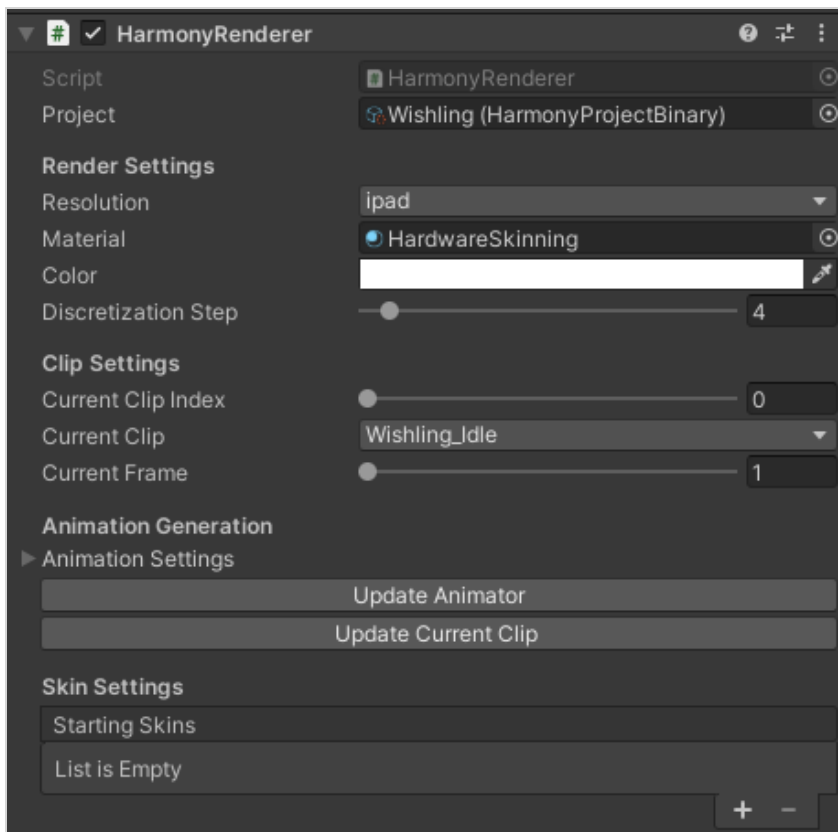 # HarmonyRenderer
Script HarmonyRenderer
Project Wishling (HarmonyProjectBinary)
Render Settings
Resolution ipad
Material HardwareSkinning
Color
Discretization Step 4
Clip Settings
Current Clip Index 0
Current Clip Wishling_Idle
Current Frame 1
Animation Generation
Animation Settings
Update Animator
Update Current Clip
Skin Settings
Starting Skins
List is Empty
+ −